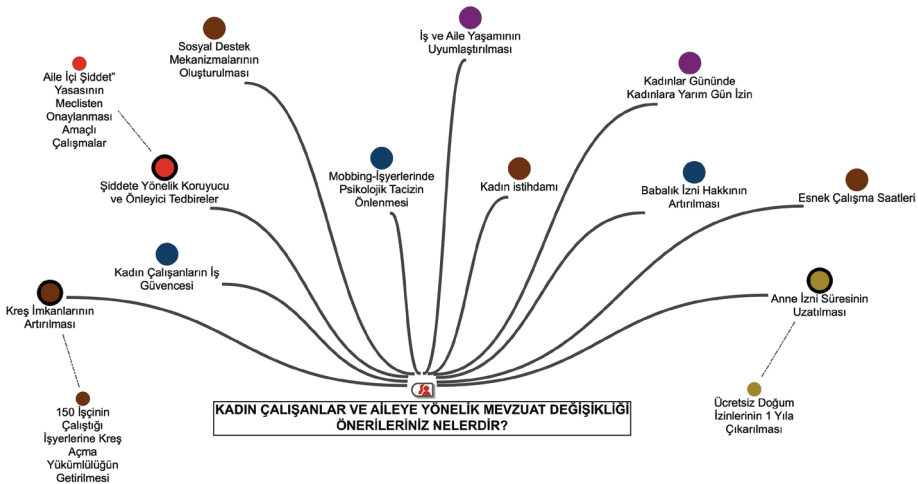 İş ve Aile Yaşamının
Uyumlaştırılması
Sosyal Destek
Mekanizmalarının
Oluşturulması
Kadınlar Gününde
Kadınlara Yarım Gün İzin
Aile İçi Şiddet”
Yasasının
Meclisten
Onaylanması
Amaçlı
Çalışmalar
Mobbing-İşyerlerinde
Psikolojik Tacizin
Önlenmesi
Kadın istihdamı
Şiddete Yönelik Koruyucu
ve Önleyici Tedbireler
Babalık İzni Hakkının
Artırılması
Esnek Çalışma Saatleri
Kadın Çalışanların İş
Güvencesi
Kreş İmkanlarının
Artırılması
Anne İzni Süresinin
Uzatılması
KADIN ÇALIŞANLAR VE AİLEYE YÖNELİK MEVZUAT DEĞİŞİKLİĞİ
ÖNERİLERİNİZ NELERDİR?
150 İşçinin
Çalıştığı
İşyerlerine Kreş
Açma
Yükümlülüğün
Getirilmesi
Ücretsiz Doğum
İzinlerinin 1 Yıla
Çıkarılması